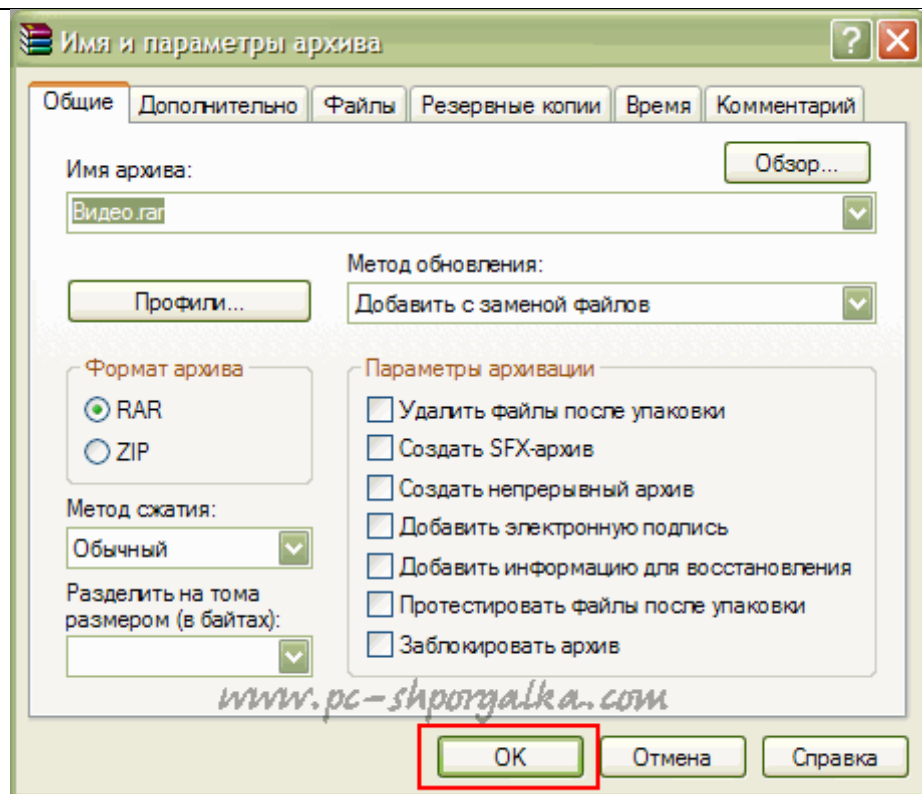 Имя и параметры архива
Общие Дополнительно Файлы Резервные копии Время Комментарий
Имя архива:
Обзор...
Видео.rar
Метод обновления:
Профили...
Добавить с заменой файлов
Формат архива
RAR
ZIP
Метод сжатия:
Обычный
Разделить на тома
размером (в байтах):
Параметры архивации
Удалить файлы после упаковки
Создать SFX-архив
Создать непрерывный архив
Добавить электронную подпись
Добавить информацию для восстановления
Протестировать файлы после упаковки
Заблокировать архив
www.pc-shporgalka.com
OK Отмена Справка